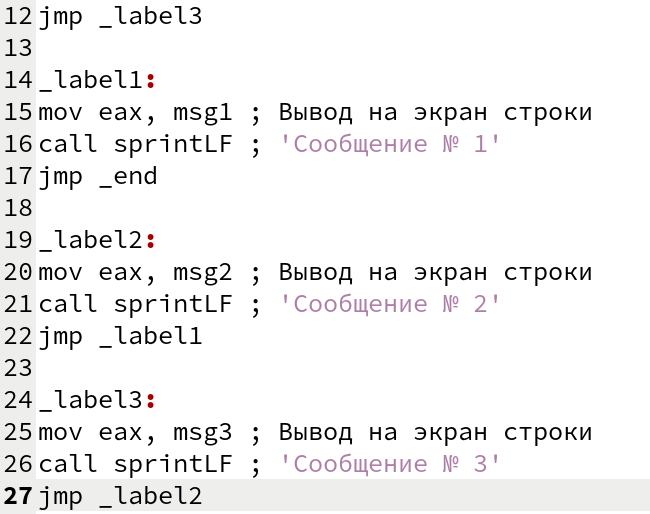 12 jmp _label3
13
14 _label1:
15 mov eax, msg1 ; Вывод на экран строки
16 call sprintLF ; 'Сообщение № 1'
17 jmp _end
18
19 _label2:
20 mov eax, msg2 ; Вывод на экран строки
21 call sprintLF ; 'Сообщение № 2'
22 jmp _label1
23
24 _label3:
25 mov eax, msg3 ; Вывод на экран строки
26 call sprintLF ; 'Сообщение № 3'
27 jmp _label2